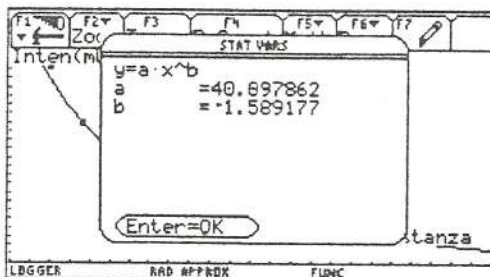 F1 F2 F3 F4 F5 F6 F7
Zoo
STAT VARS
Inten(m
y=a·x^b
a =40.897862
b =-1.589177
Enter=OK
stanza
LOGGER RAD APPROX FUNC